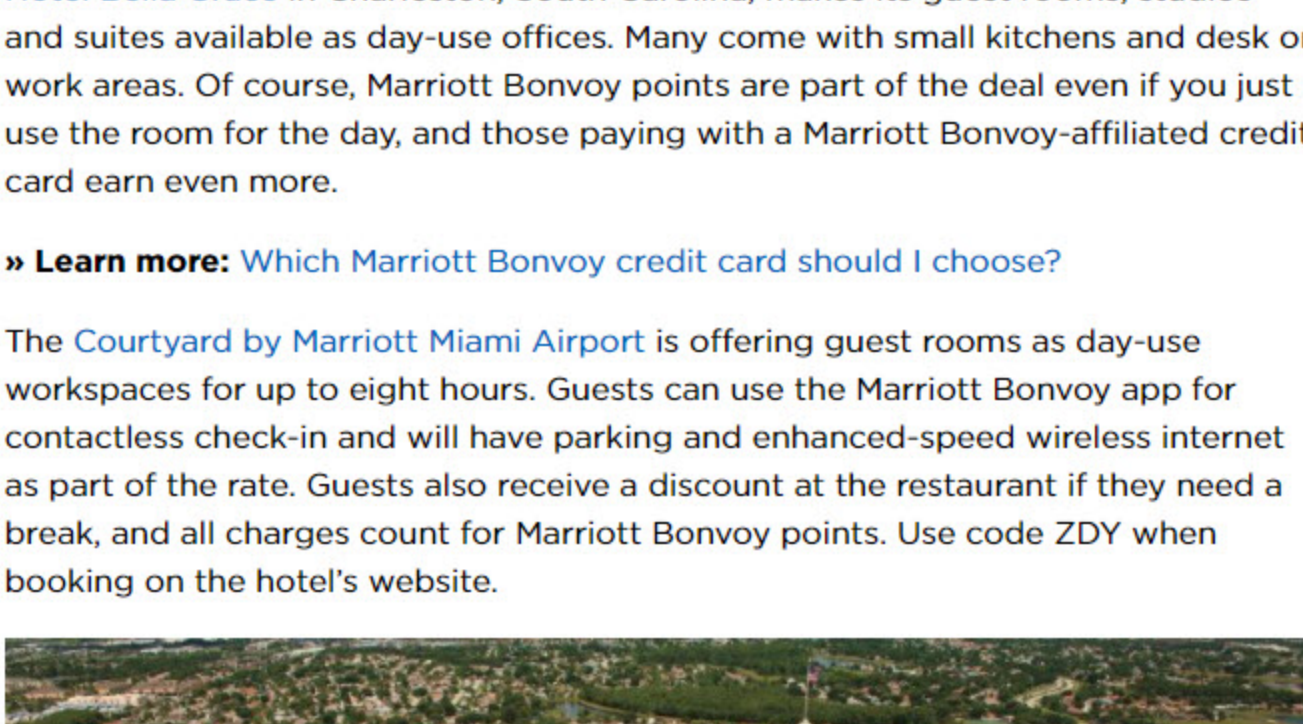 and suites available as day-use offices. Many come with small kitchens and desk or
work areas. Of course, Marriott Bonvoy points are part of the deal even if you just
use the room for the day, and those paying with a Marriott Bonvoy-affiliated credit
card earn even more.
» Learn more: Which Marriott Bonvoy credit card should I choose?
The Courtyard by Marriott Miami Airport is offering guest rooms as day-use
workspaces for up to eight hours. Guests can use the Marriott Bonvoy app for
contactless check-in and will have parking and enhanced-speed wireless internet
as part of the rate. Guests also receive a discount at the restaurant if they need a
break, and all charges count for Marriott Bonvoy points. Use code ZDY when
booking on the hotel’s website.